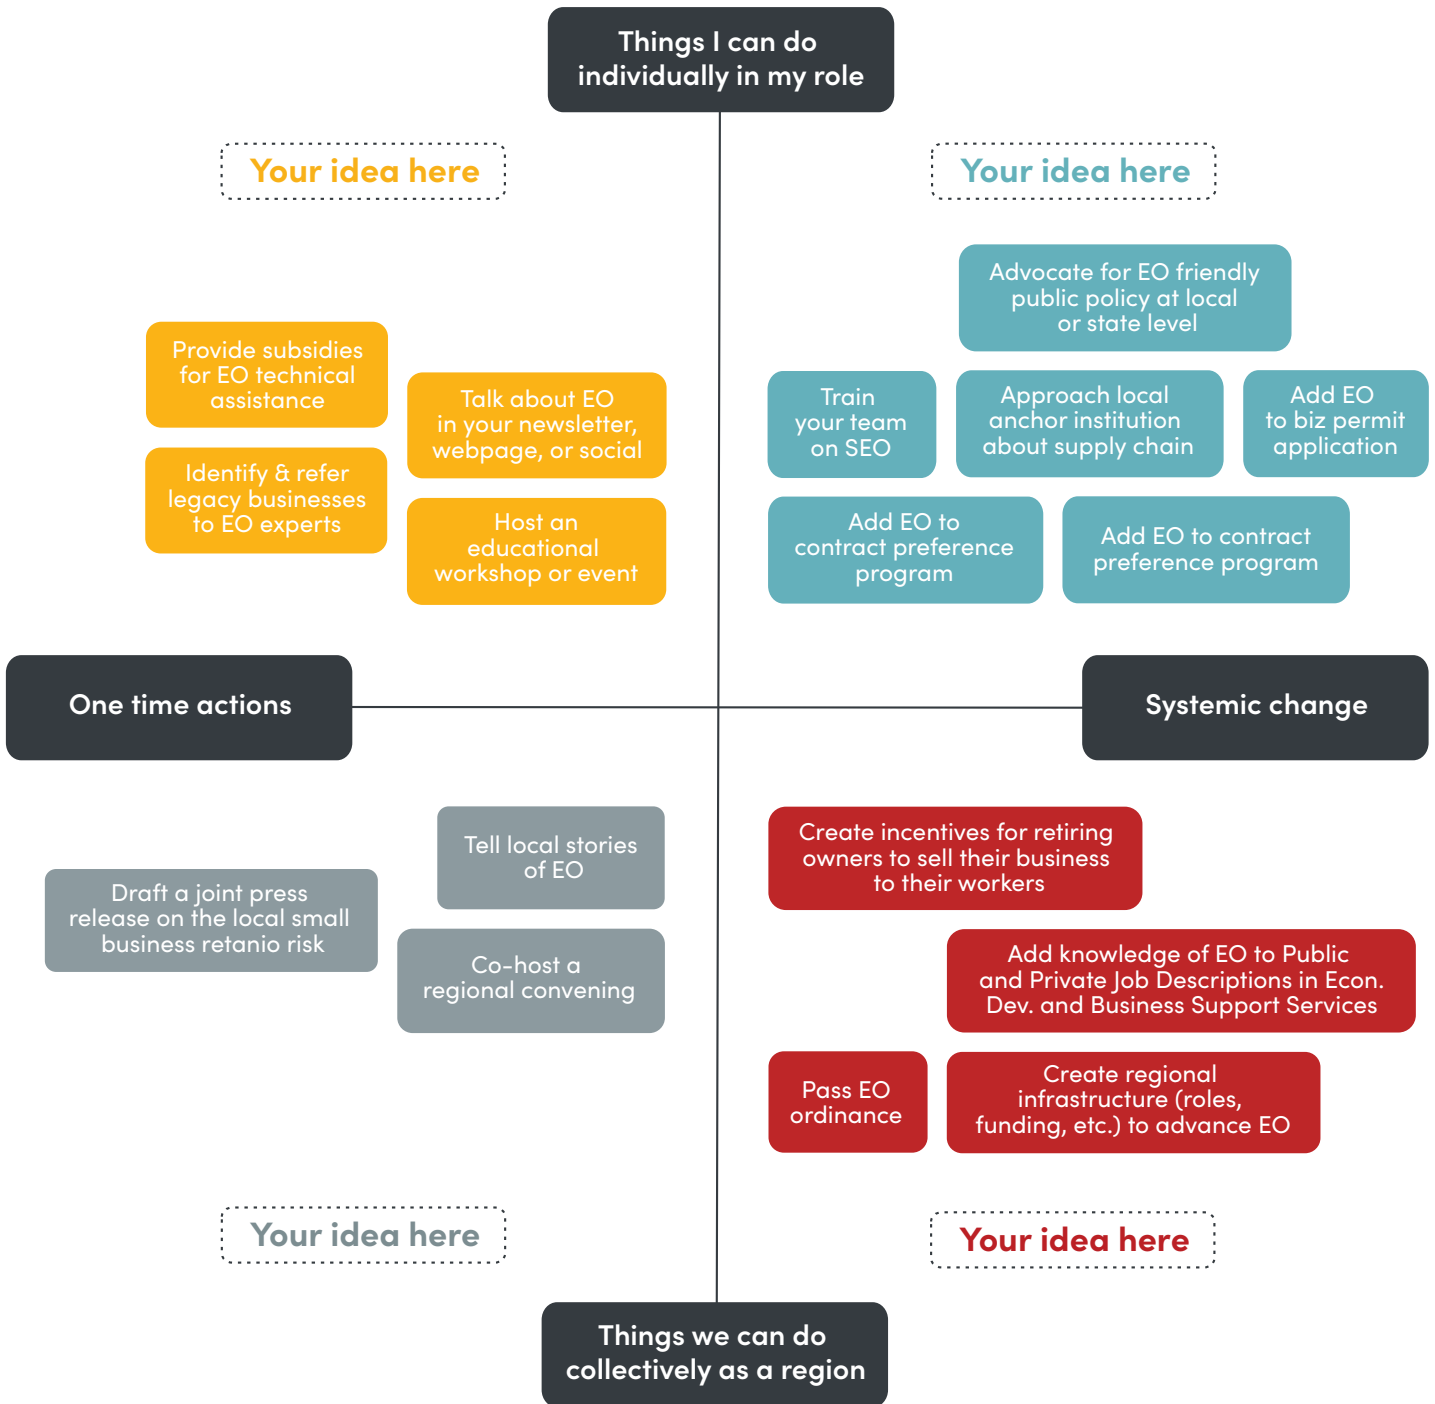 Things I can do
individually in my role
Your idea here
Your idea here
Provide subsidies
for EO technical
assistance
Talk about EO
in your newsletter,
webpage, or social
Identify & refer
legacy businesses
to EO experts
Host an
educational
workshop or event
Advocate for EO friendly
public policy at local
or state level
Train
your team
on SEO
Approach local
anchor institution
about supply chain
Add EO
to biz permit
application
Add EO to
contract preference
program
Add EO to contract
preference program
One time actions
Systemic change
Tell local stories
of EO
Draft a joint press
release on the local small
business retanio risk
Co-host a
regional convening
Create incentives for retiring
owners to sell their business
to their workers
Add knowledge of EO to Public
and Private Job Descriptions in Econ.
Dev. and Business Support Services
Pass EO
ordinance
Create regional
infrastructure (roles,
funding, etc.) to advance EO
Your idea here
Your idea here
Things we can do
collectively as a region